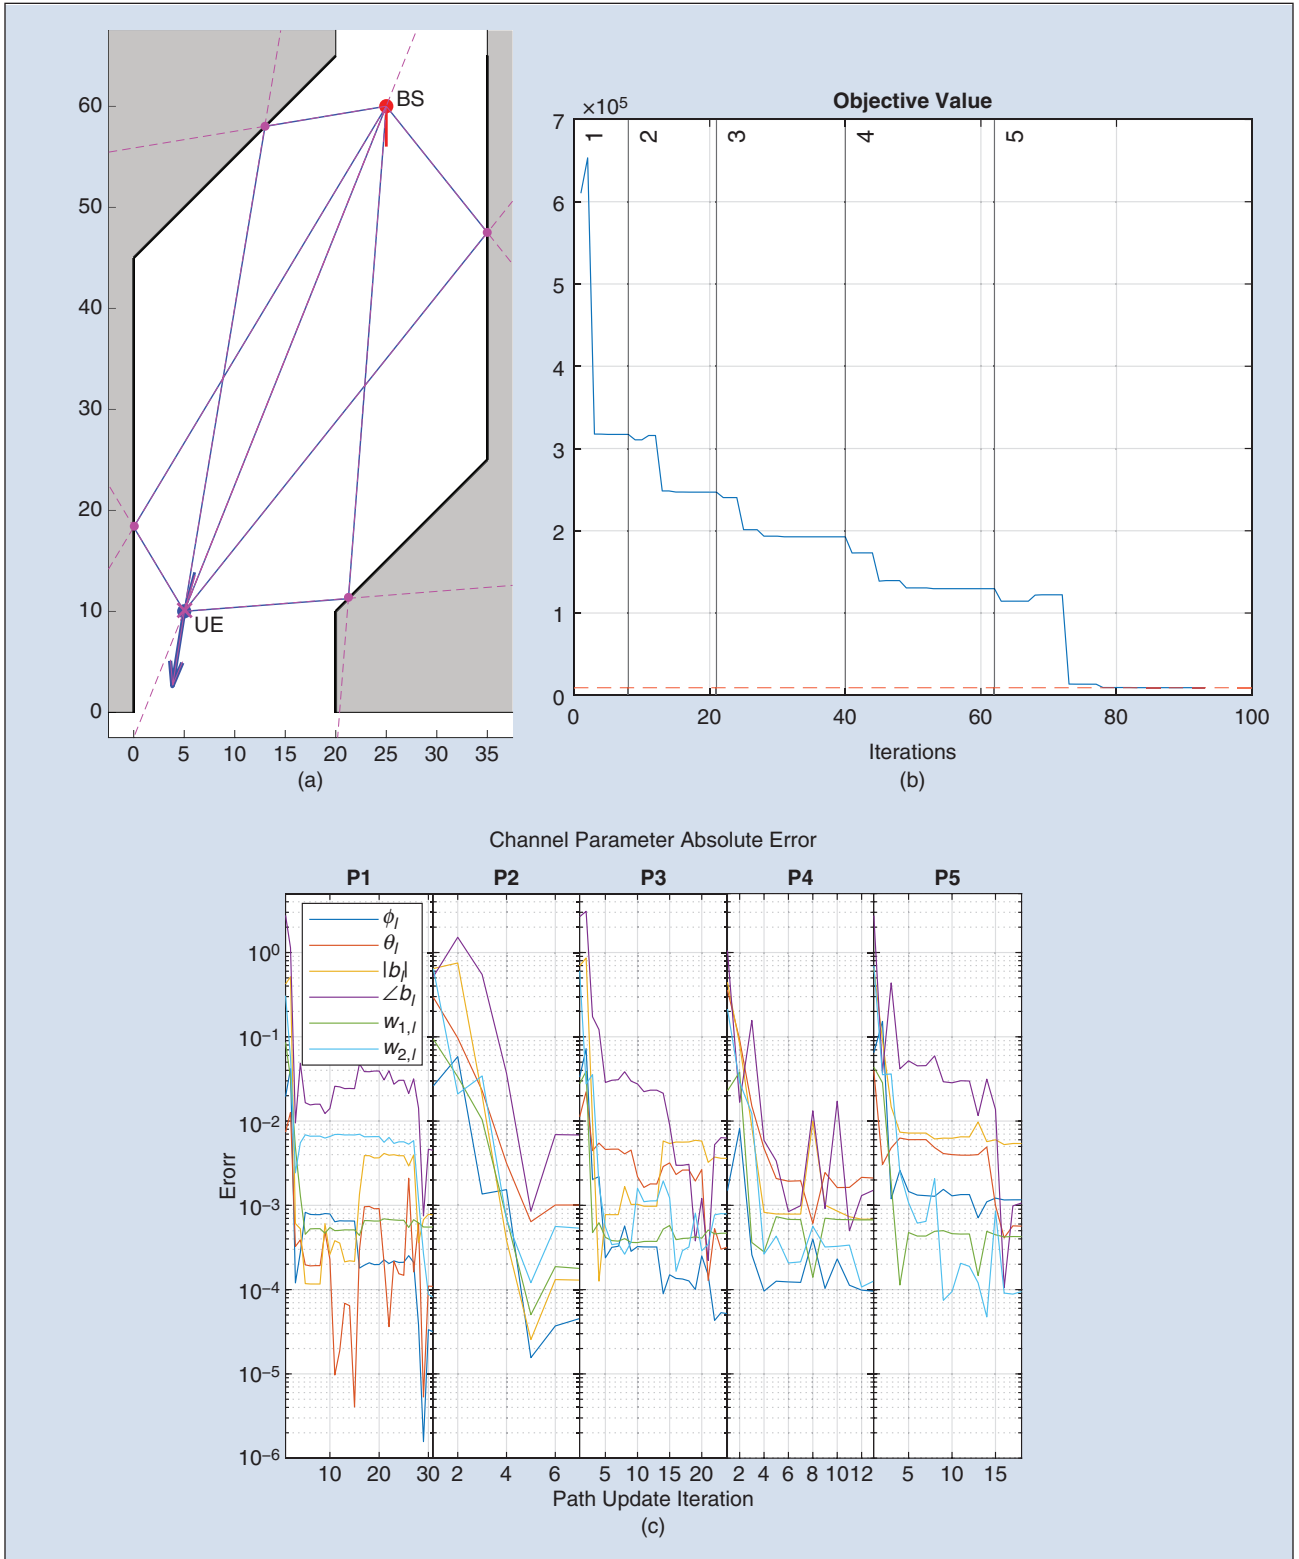 BS
60
50
40
30
20
10
0
UE
0 5 10 15 20 25 30 35
(a)
Objective Value
×10⁵
7
6
5
4
3
2
1
0
1 2 3 4 5
0 20 40 60 80 100
Iterations
(b)
Channel Parameter Absolute Error
P1 P2 P3 P4 P5
ϕl
θl
|bl|
∠bl
w1,l
w2,l
10⁰
10⁻¹
10⁻²
10⁻³
10⁻⁴
10⁻⁵
10⁻⁶
Erorr
10 20 30 2 4 6 5 10 15 20 2 4 6 8 10 12 5 10 15
Path Update Iteration
(c)